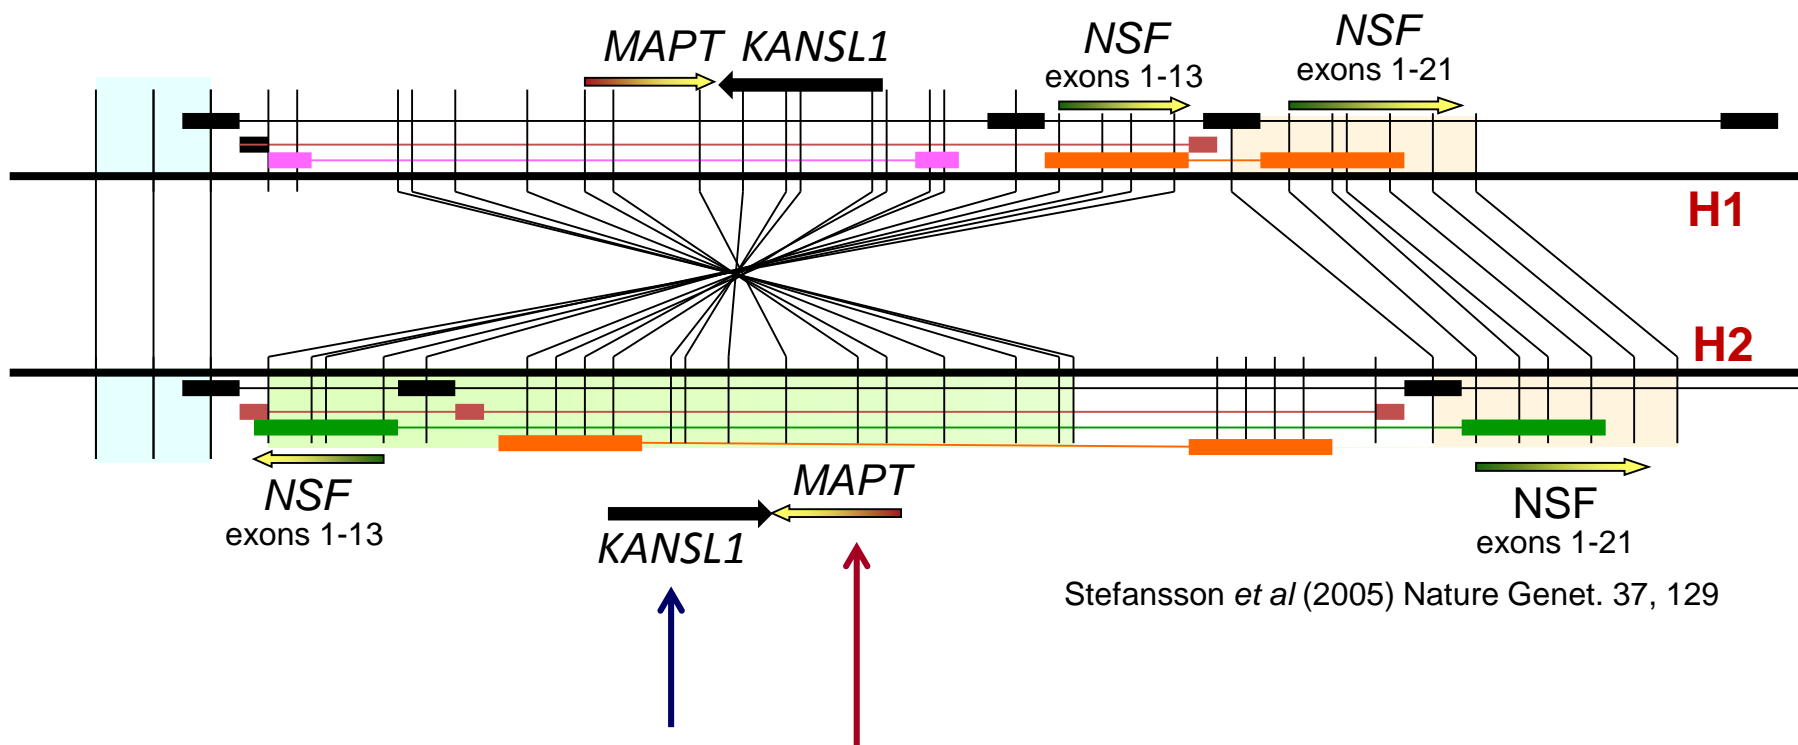 MAPT KANSL1
NSF
exons 1-13
NSF
exons 1-21
H1
H2
NSF
exons 1-13
MAPT
KANSL1
NSF
exons 1-21
Stefansson et al (2005) Nature Genet. 37, 129